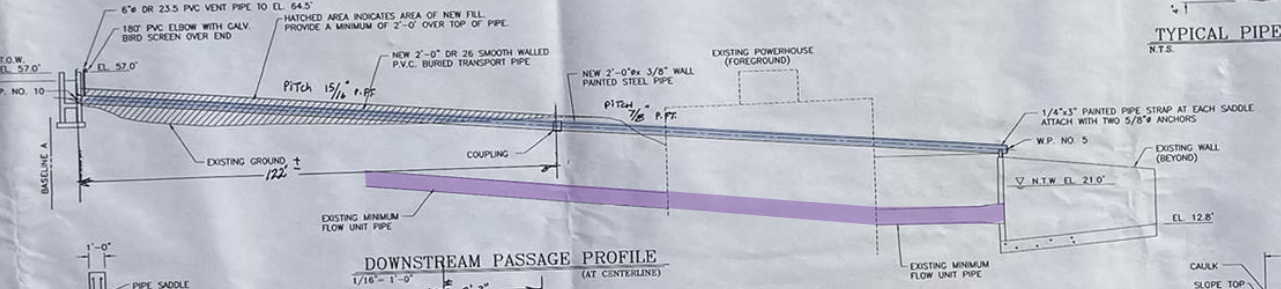 6"ø DR 23.5 PVC VENT PIPE TO EL. 64.5'
180° PVC ELBOW WITH GALV.
BIRD SCREEN OVER END
HATCHED AREA INDICATES AREA OF NEW FILL.
PROVIDE A MINIMUM OF 2'-0" OVER TOP OF PIPE.
NEW 2'-0" DR 26 SMOOTH WALLED
P.V.C. BURIED TRANSPORT PIPE
T.O.W.
EL. 57.0'
EL. 57.0'
P. NO. 10
PITCH 15/16" P. FT.
NEW 2'-0"ø x 3/8" WALL
PAINTED STEEL PIPE
PITCH 7/8" P. FT.
EXISTING POWERHOUSE
(FOREGROUND)
TYPICAL PIPE
N.T.S.
1/4"x3" PAINTED PIPE STRAP AT EACH SADDLE
ATTACH WITH TWO 5/8"ø ANCHORS
W.P. NO. 5
EXISTING WALL
(BEYOND)
N.T.W. EL. 21.0'
EL. 12.8'
BASELINE A
EXISTING GROUND
122' ±
COUPLING
EXISTING MINIMUM
FLOW UNIT PIPE
EXISTING MINIMUM
FLOW UNIT PIPE
DOWNSTREAM PASSAGE PROFILE
1/16"= 1'-0"
(AT CENTERLINE)
1'-0"
PIPE SADDLE
CAULK
SLOPE TOP